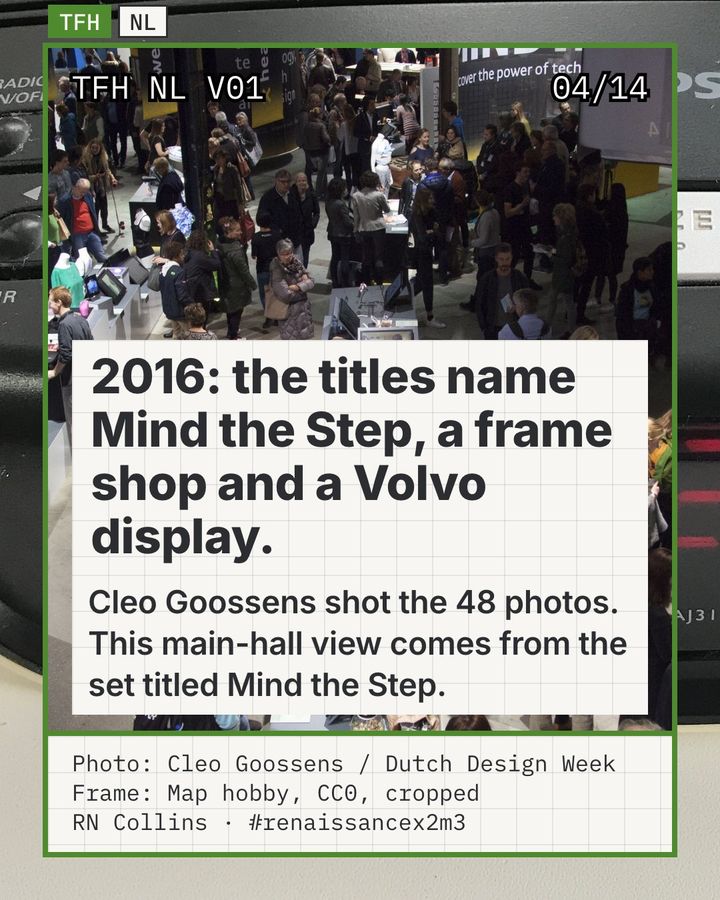 TFH NL
TFH NL V01 04/14
cover the power of tech
2016: the titles name
Mind the Step, a frame
shop and a Volvo
display.
Cleo Goossens shot the 48 photos.
This main-hall view comes from the
set titled Mind the Step.
Photo: Cleo Goossens / Dutch Design Week
Frame: Map hobby, CC0, cropped
RN Collins · #renaissancex2m3